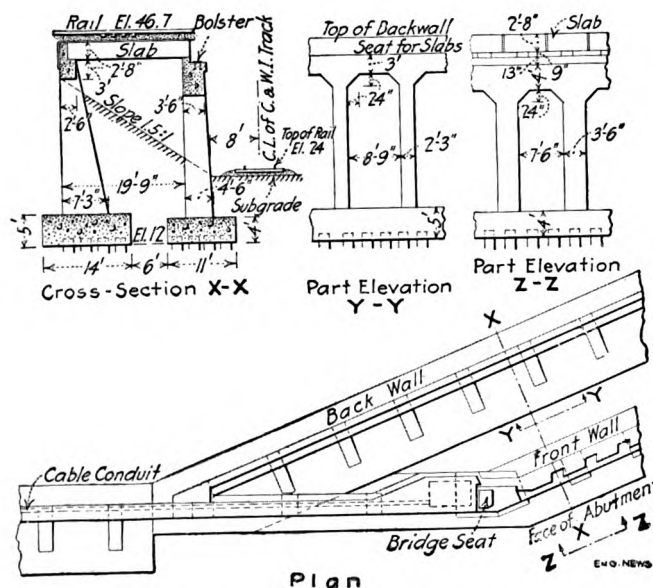 Rail El. 46.7
Bolster
Slab
2'-8"
3'
Slope 1.5:1
2'-6"
3'-6"
8'
C.L. of C.& W.I. Track
Top of Rail
El. 24
19'-9"
4'-6"
7'-3"
Subgrade
5'
El.12
4'
14'
6'
11'
Cross-Section X-X
Top of Backwall
Seat for Slabs
3'
24"
8'-9"
2'-3"
5'
Part Elevation
Y-Y
2'-8"
Slab
13"
9"
24"
7'-6"
3'-6"
4'
Part Elevation
Z-Z
X
Back Wall
Y
Y
Front Wall
Cable Conduit
Bridge Seat
Face of Abutment
X
Z
Z
ENG. NEWS
Plan